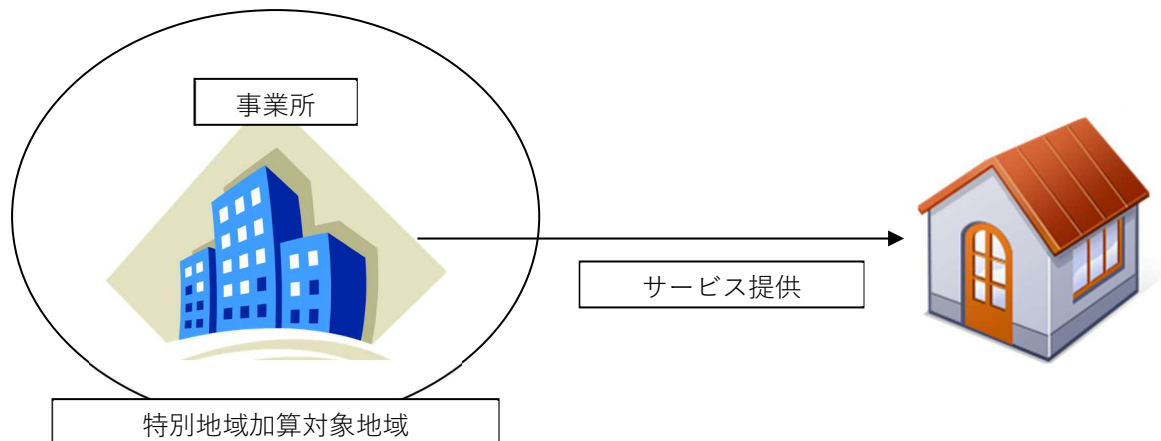 事業所
サービス提供
特別地域加算対象地域